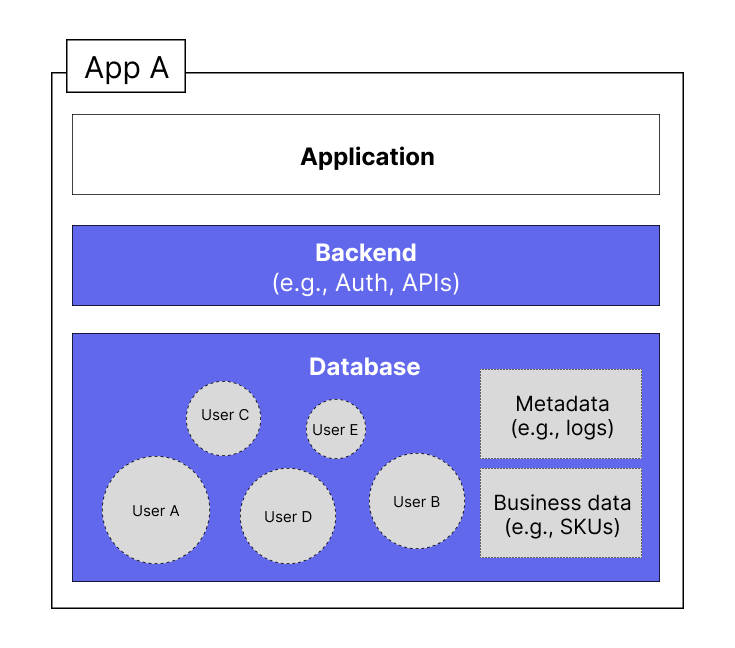 App A
Application
Backend
(e.g., Auth, APIs)
Database
User C
User E
User A
User D
User B
Metadata
(e.g., logs)
Business data
(e.g., SKUs)